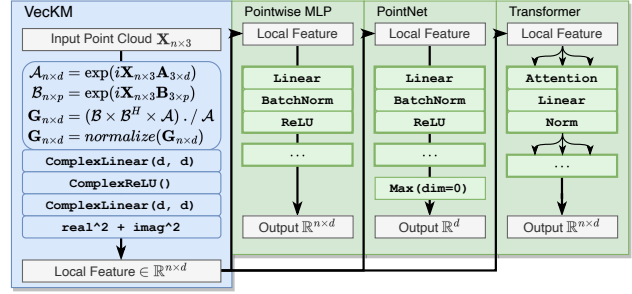 VecKM
Input Point Cloud X_{n×3}
𝒜_{n×d} = exp(iX_{n×3}A_{3×d})
ℬ_{n×p} = exp(iX_{n×3}B_{3×p})
G_{n×d} = (ℬ × ℬ^H × 𝒜) ./ 𝒜
G_{n×d} = normalize(G_{n×d})
ComplexLinear(d, d)
ComplexReLU()
ComplexLinear(d, d)
real^2 + imag^2
Local Feature ∈ ℝ^{n×d}
Pointwise MLP
Local Feature
Linear
BatchNorm
ReLU
...
Output ℝ^{n×d}
PointNet
Local Feature
Linear
BatchNorm
ReLU
...
Max(dim=0)
Output ℝ^d
Transformer
Local Feature
Attention
Linear
Norm
...
Output ℝ^{n×d}